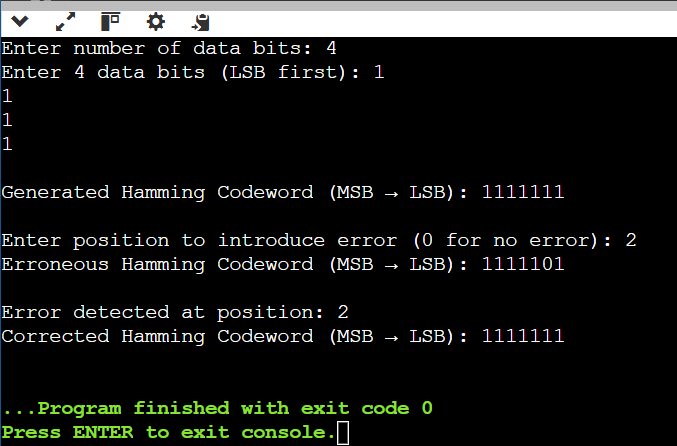 Enter number of data bits: 4
Enter 4 data bits (LSB first): 1
1
1
1
Generated Hamming Codeword (MSB → LSB): 1111111
Enter position to introduce error (0 for no error): 2
Erroneous Hamming Codeword (MSB → LSB): 1111101
Error detected at position: 2
Corrected Hamming Codeword (MSB → LSB): 1111111
...Program finished with exit code 0
Press ENTER to exit console.